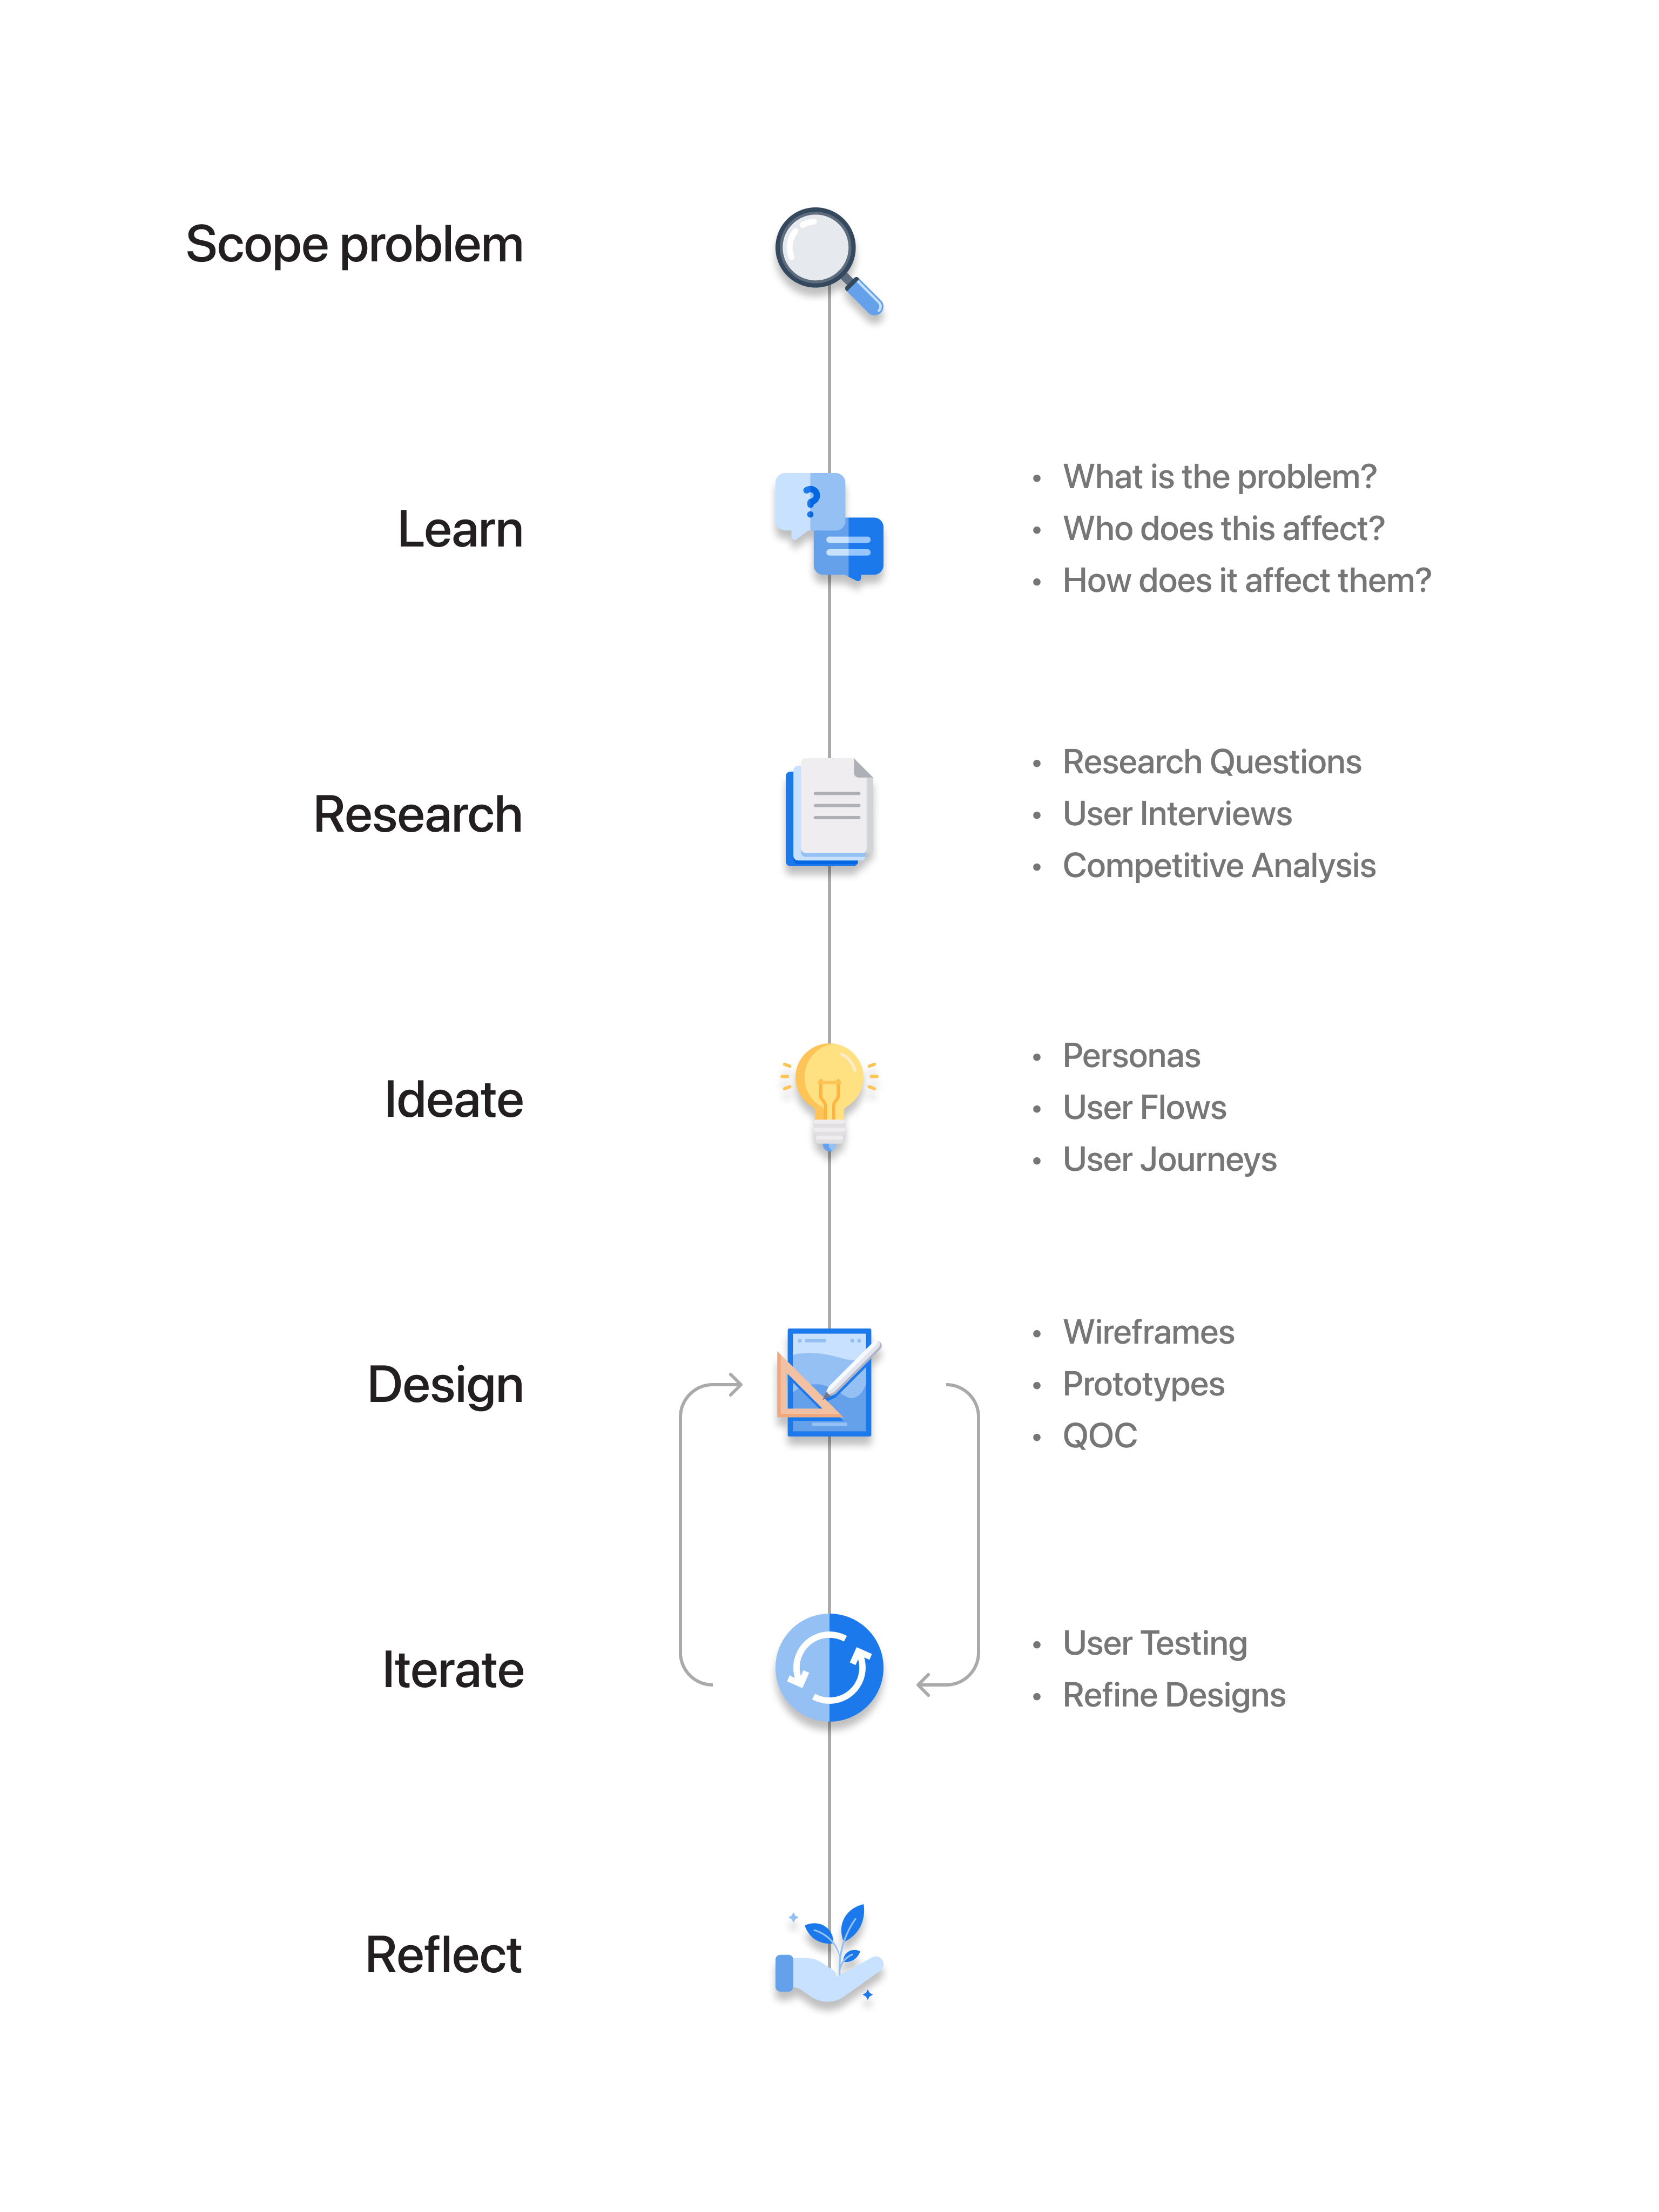 Scope problem
Learn
• What is the problem?
• Who does this affect?
• How does it affect them?
Research
• Research Questions
• User Interviews
• Competitive Analysis
Ideate
• Personas
• User Flows
• User Journeys
Design
• Wireframes
• Prototypes
• QOC
Iterate
• User Testing
• Refine Designs
Reflect